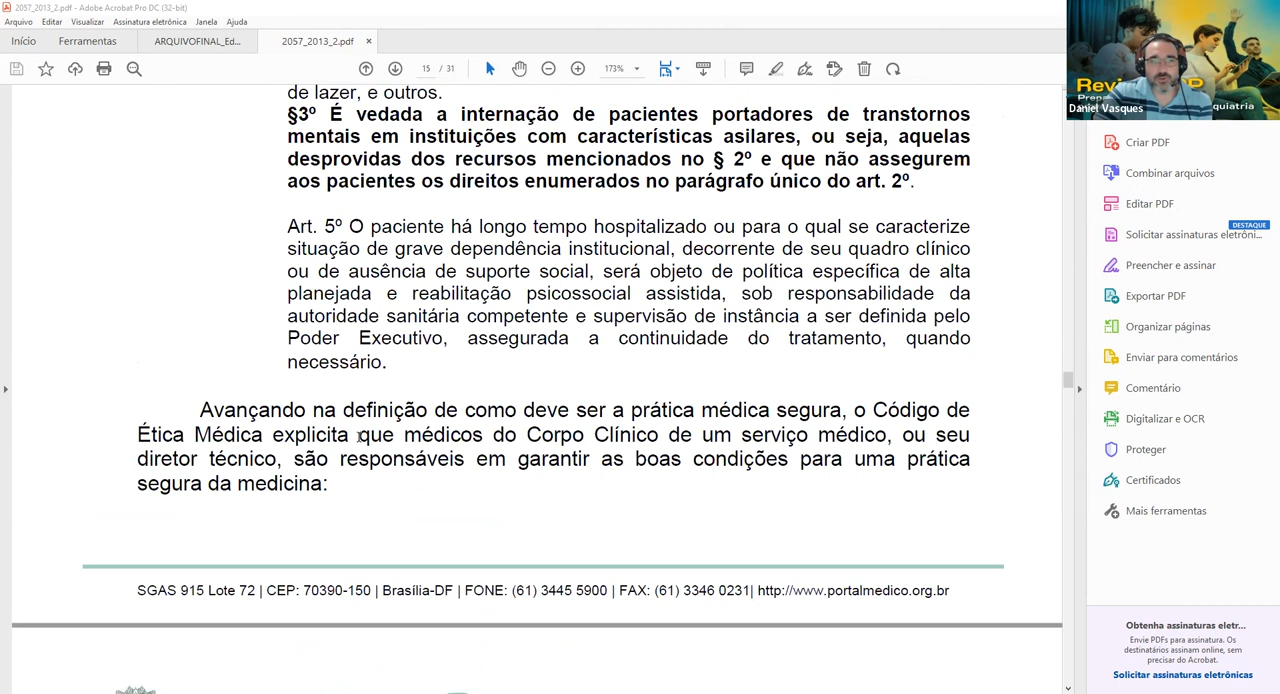 2057_2013_2.pdf - Adobe Acrobat Pro DC (32-bit)
Arquivo Editar Visualizar Assinatura eletrônica Janela Ajuda
Início Ferramentas ARQUIVOFINAL_Ed... 2057_2013_2.pdf ×
15 / 31 173%
de lazer, e outros.
§3º É vedada a internação de pacientes portadores de transtornos
mentais em instituições com características asilares, ou seja, aquelas
desprovidas dos recursos mencionados no § 2º e que não assegurem
aos pacientes os direitos enumerados no parágrafo único do art. 2º.
Art. 5º O paciente há longo tempo hospitalizado ou para o qual se caracterize
situação de grave dependência institucional, decorrente de seu quadro clínico
ou de ausência de suporte social, será objeto de política específica de alta
planejada e reabilitação psicossocial assistida, sob responsabilidade da
autoridade sanitária competente e supervisão de instância a ser definida pelo
Poder Executivo, assegurada a continuidade do tratamento, quando
necessário.
Avançando na definição de como deve ser a prática médica segura, o Código de
Ética Médica explicita que médicos do Corpo Clínico de um serviço médico, ou seu
diretor técnico, são responsáveis em garantir as boas condições para uma prática
segura da medicina:
SGAS 915 Lote 72 | CEP: 70390-150 | Brasília-DF | FONE: (61) 3445 5900 | FAX: (61) 3346 0231| http://www.portalmedico.org.br
Daniel Vasques
quiatria
Criar PDF
Combinar arquivos
Editar PDF
DESTAQUE
Solicitar assinaturas eletrôni...
Preencher e assinar
Exportar PDF
Organizar páginas
Enviar para comentários
Comentário
Digitalizar e OCR
Proteger
Certificados
Mais ferramentas
Obtenha assinaturas eletr...
Envie PDFs para assinatura. Os
destinatários assinam online, sem
precisar do Acrobat.
Solicitar assinaturas eletrônicas